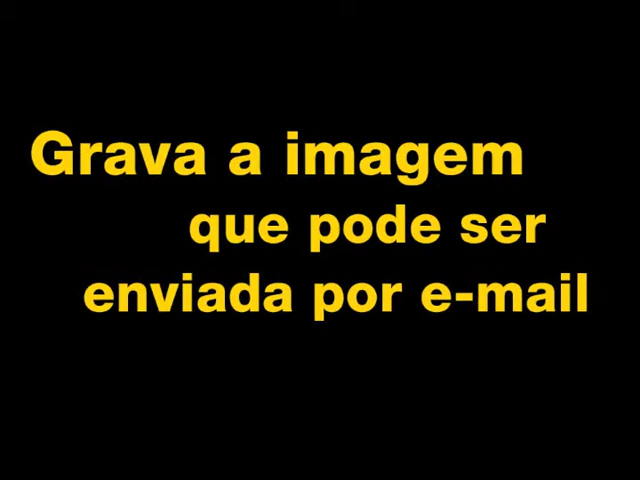 Grava a imagem
que pode ser
enviada por e-mail